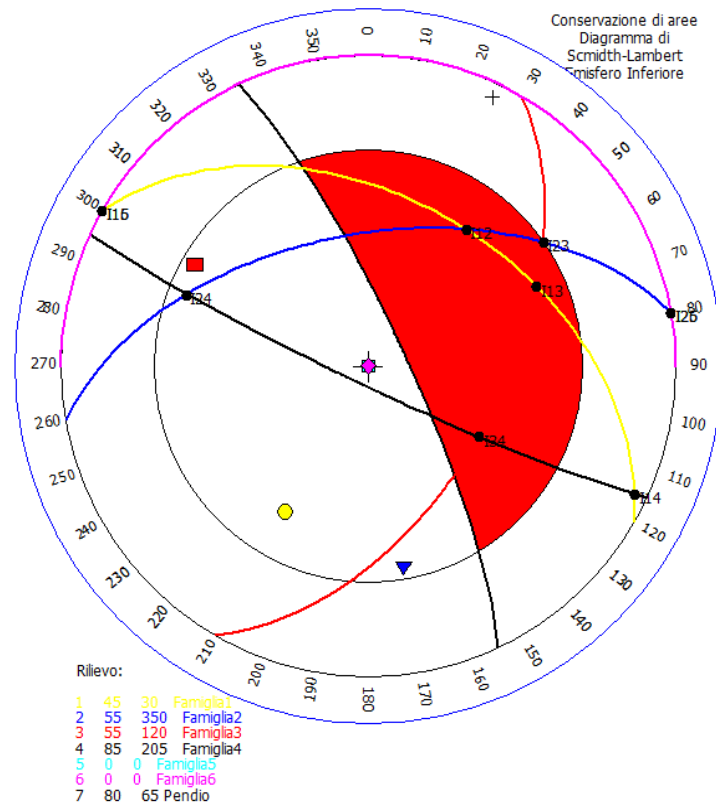 Conservazione di aree
Diagramma di
Scmidth-Lambert
Emisfero Inferiore
0
10
20
30
40
50
60
70
80
90
100
110
120
130
140
150
160
170
180
190
200
210
220
230
240
250
260
270
280
290
300
310
320
330
340
350
I12
I23
I13
I24
I34
I14
Rilievo:
1 45 30 Famiglia1
2 55 350 Famiglia2
3 55 120 Famiglia3
4 85 205 Famiglia4
5 0 0 Famiglia5
6 0 0 Famiglia6
7 80 65 Pendio